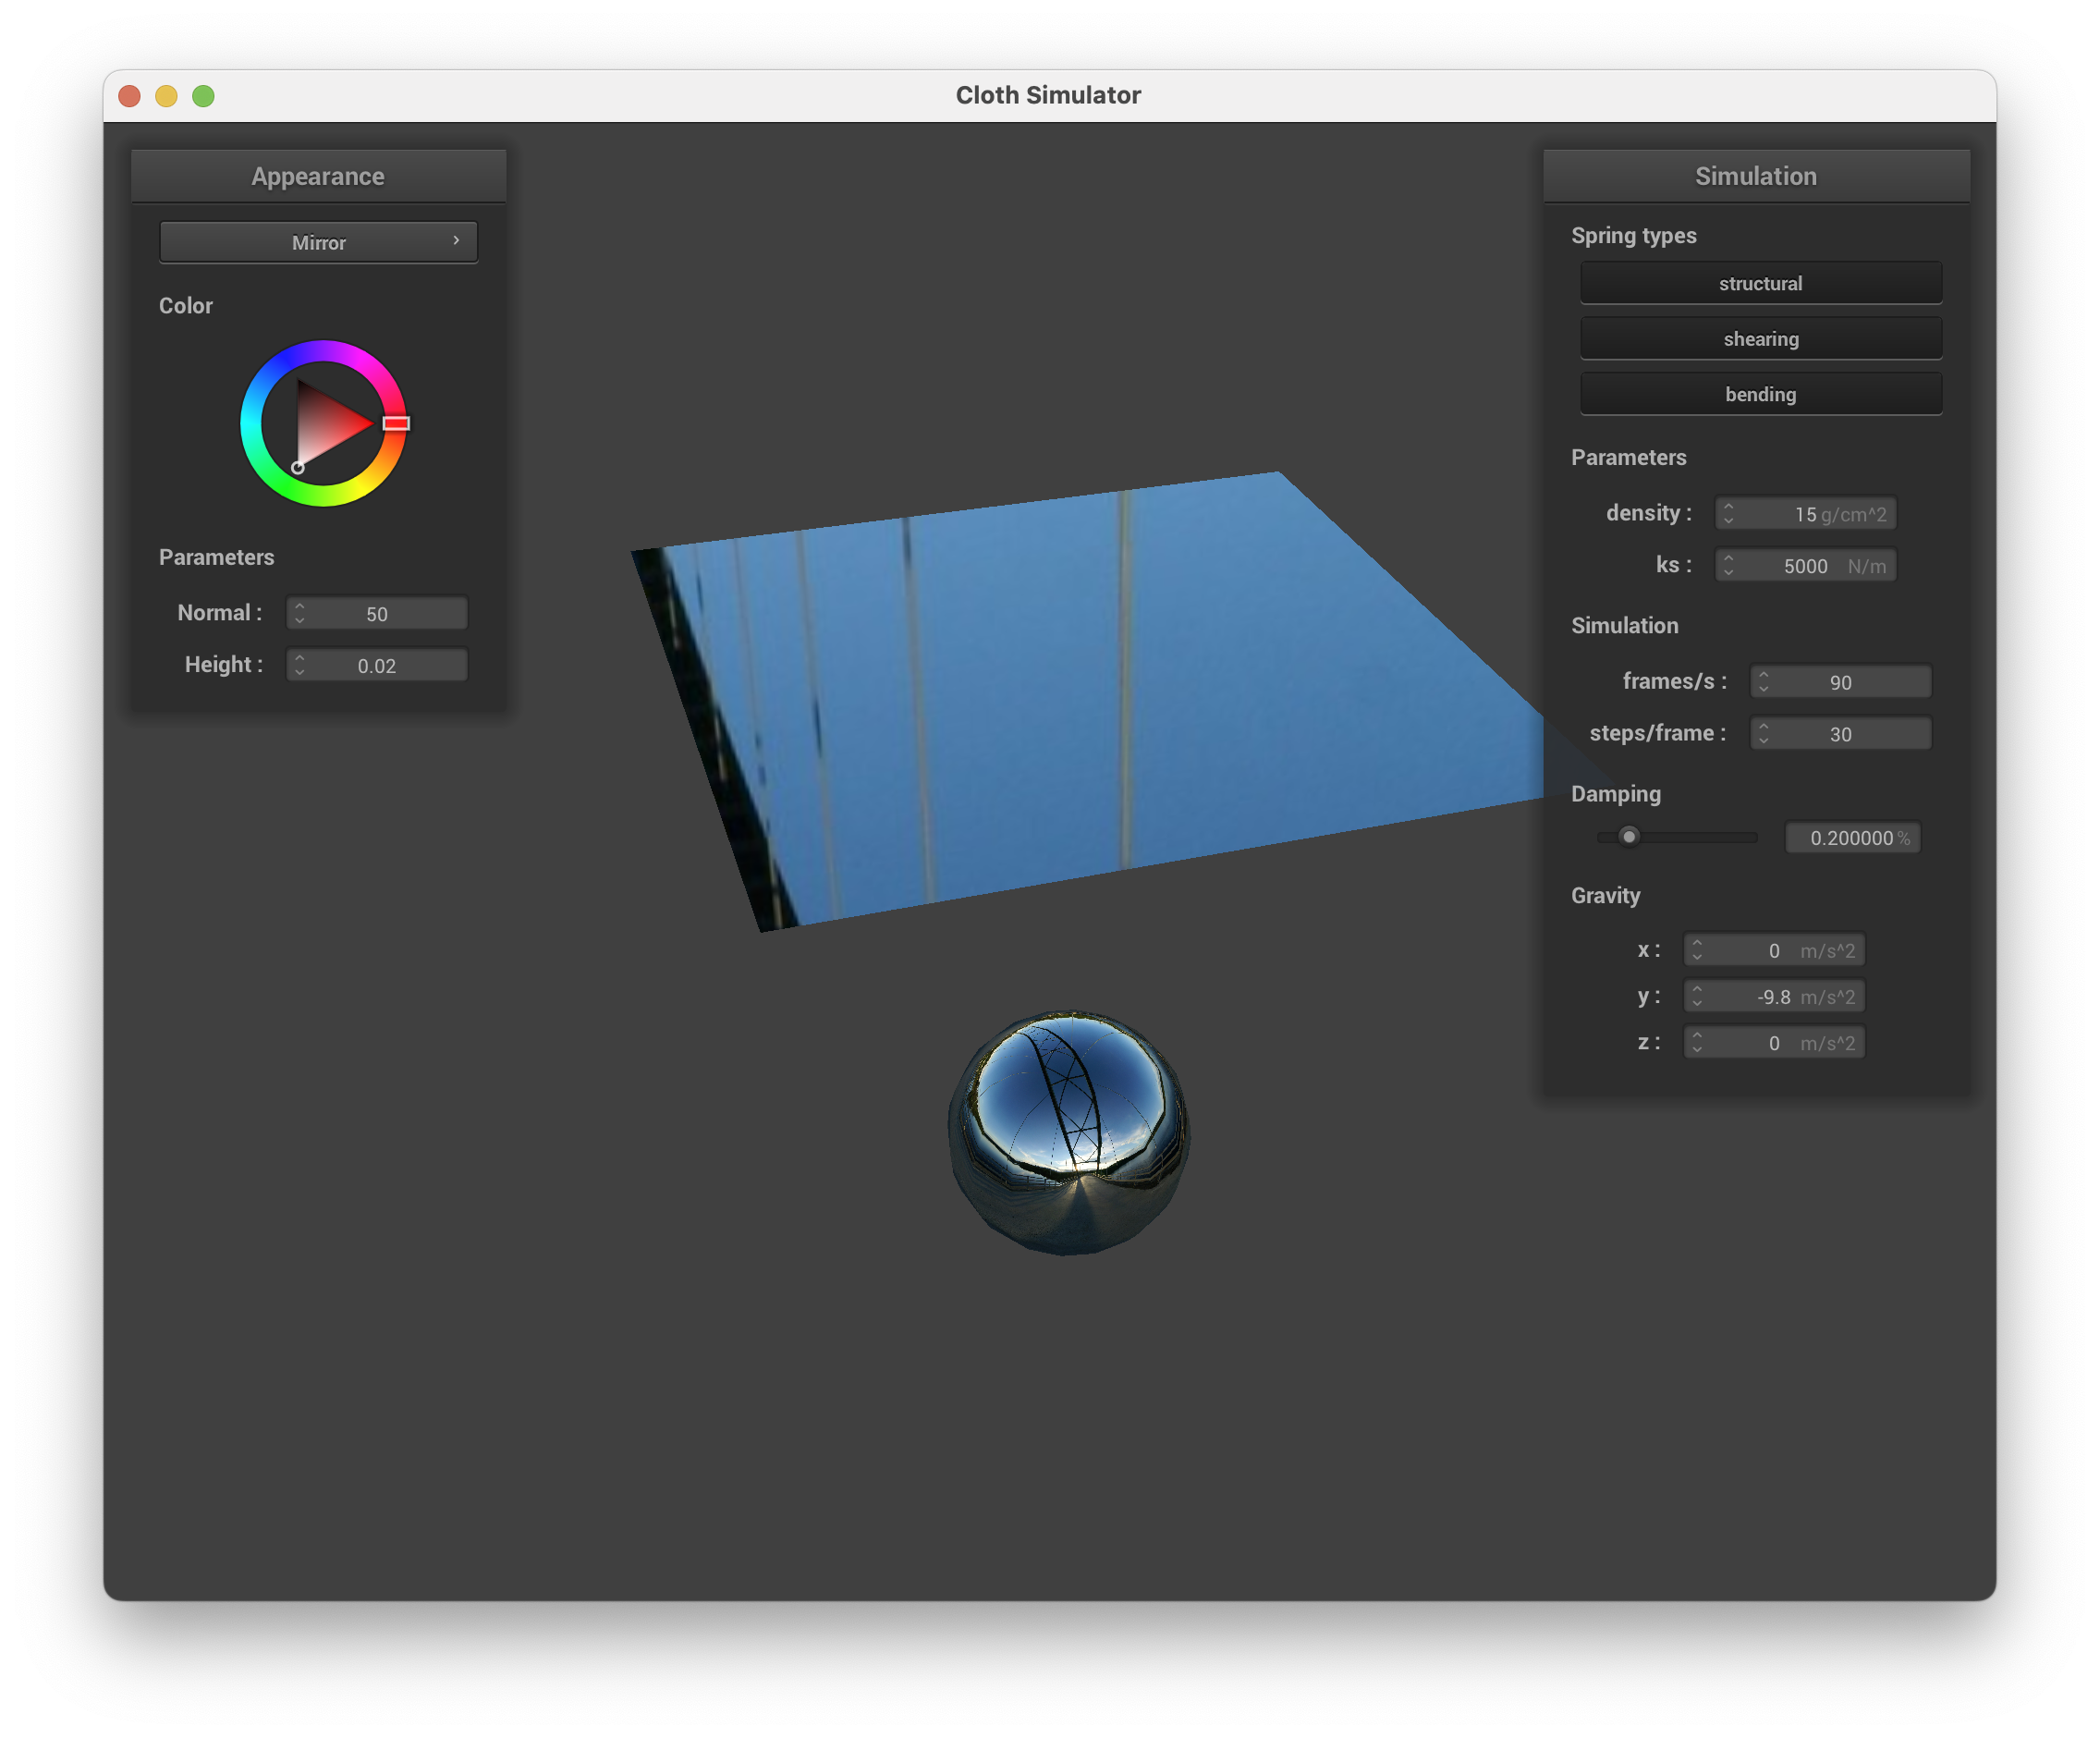 Cloth Simulator
Appearance
Mirror
Color
Parameters
Normal : 50
Height : 0.02
Simulation
Spring types
structural
shearing
bending
Parameters
density : 15 g/cm^2
ks : 5000 N/m
Simulation
frames/s : 90
steps/frame : 30
Damping
0.200000 %
Gravity
x : 0 m/s^2
y : -9.8 m/s^2
z : 0 m/s^2